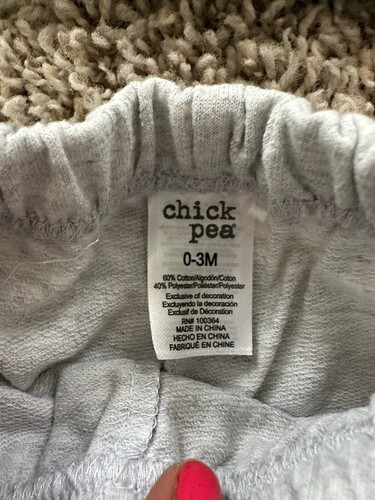 chick
pea
0-3M
60% Cotton/Algodón/Coton
40% Polyester/Poliéster/Polyester
Exclusive of decoration
Excluyendo la decoración
Exclusif de Décoration
RN# 100364
MADE IN CHINA
HECHO EN CHINA
FABRIQUÉ EN CHINE